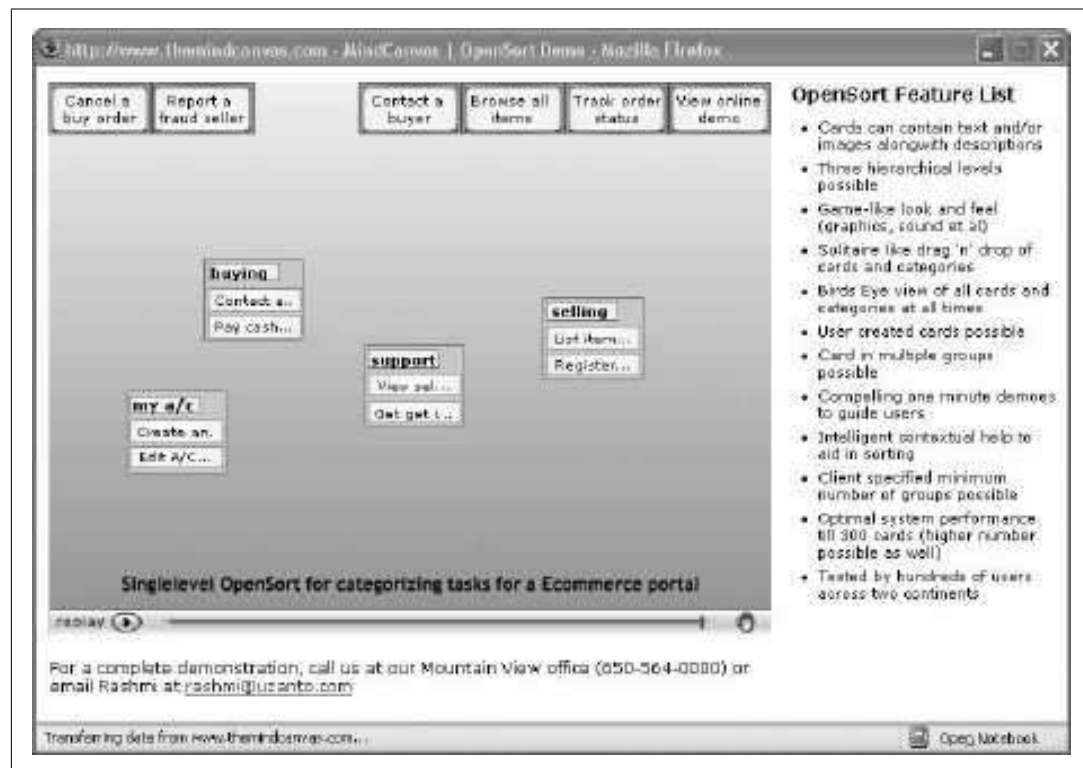 http://www.themindcanvas.com - MindCanvas | OpenSort Demo - Mozilla Firefox
Cancel a
buy order
Report a
fraud seller
Contact a
buyer
Browse all
items
Track order
status
View online
demo
buying
Contact a..
Pay cash...
selling
List item...
Register...
support
View sel...
Get get i...
my a/c
Create an.
Edit A/C...
Singlelevel OpenSort for categorizing tasks for a Ecommerce portal
replay
For a complete demonstration, call us at our Mountain View office (650-564-0080) or
email Rashmi at rashmi@uzanto.com
OpenSort Feature List
• Cards can contain text and/or
images alongwith descriptions
• Three hierarchical levels
possible
• Game-like look and feel
(graphics, sound et al)
• Solitaire like drag 'n' drop of
cards and categories
• Birds Eye view of all cards and
categories at all times
• User created cards possible
• Card in multiple groups
possible
• Compelling one minute demoes
to guide users
• Intelligent contextual help to
aid in sorting
• Client specified minimum
number of groups possible
• Optimal system performance
till 300 cards (higher number
possible as well)
• Tested by hundreds of users
across two continents
Transferring data from www.themindcanvas.com...
Open Notebook